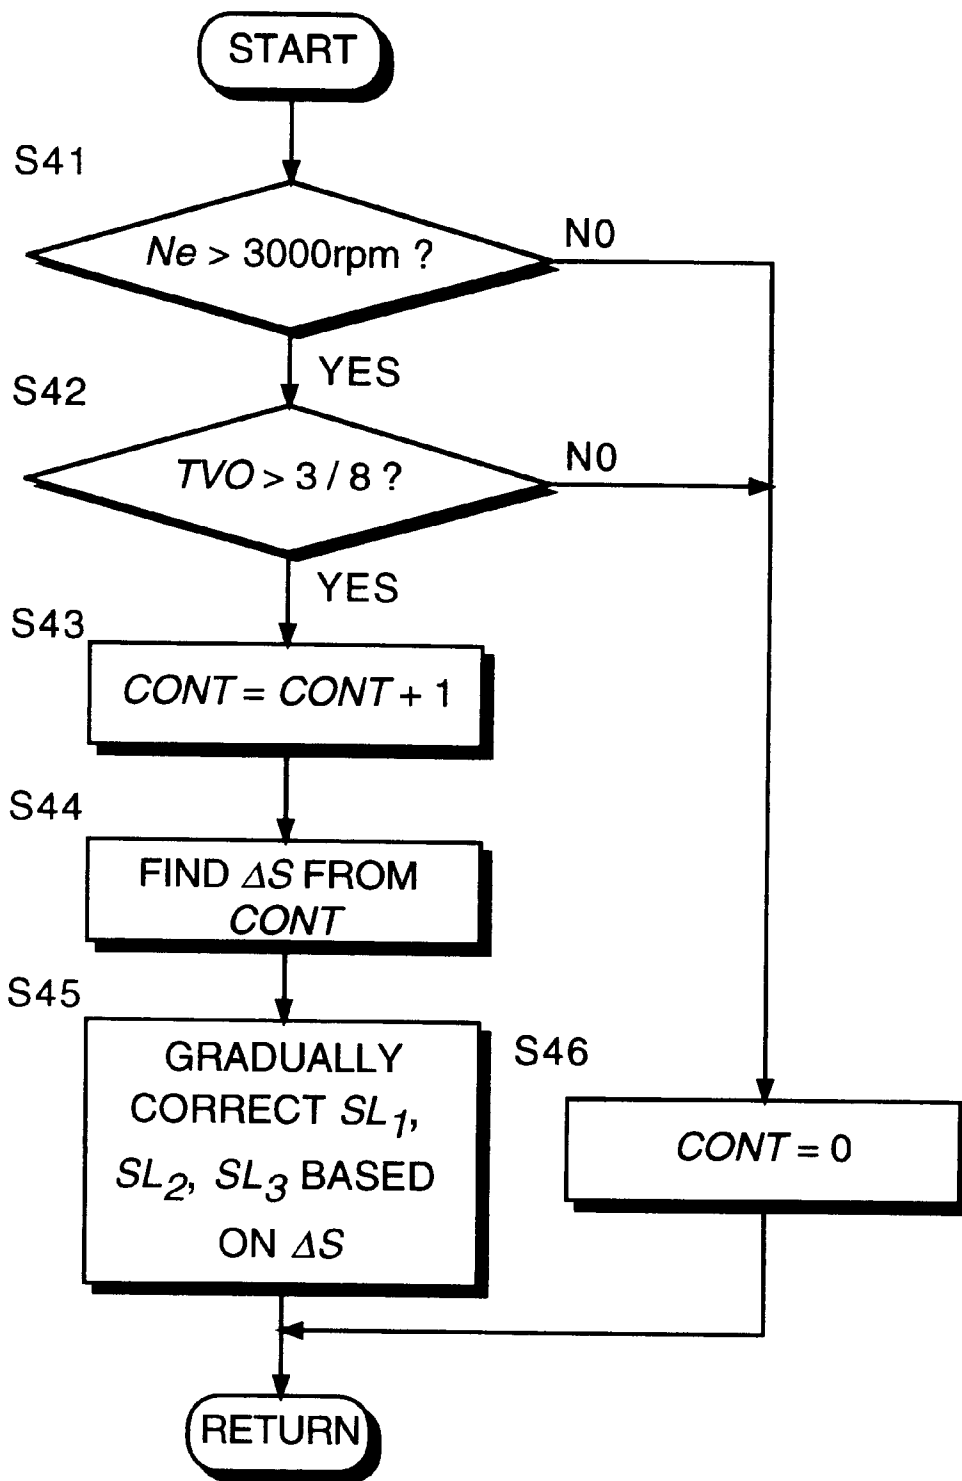 START
S41
Ne > 3000rpm ?
N0
YES
S42
TVO > 3 / 8 ?
N0
YES
S43
CONT = CONT + 1
S44
FIND ΔS FROM
CONT
S45
GRADUALLY
CORRECT SL1,
SL2, SL3 BASED
ON ΔS
S46
CONT = 0
RETURN